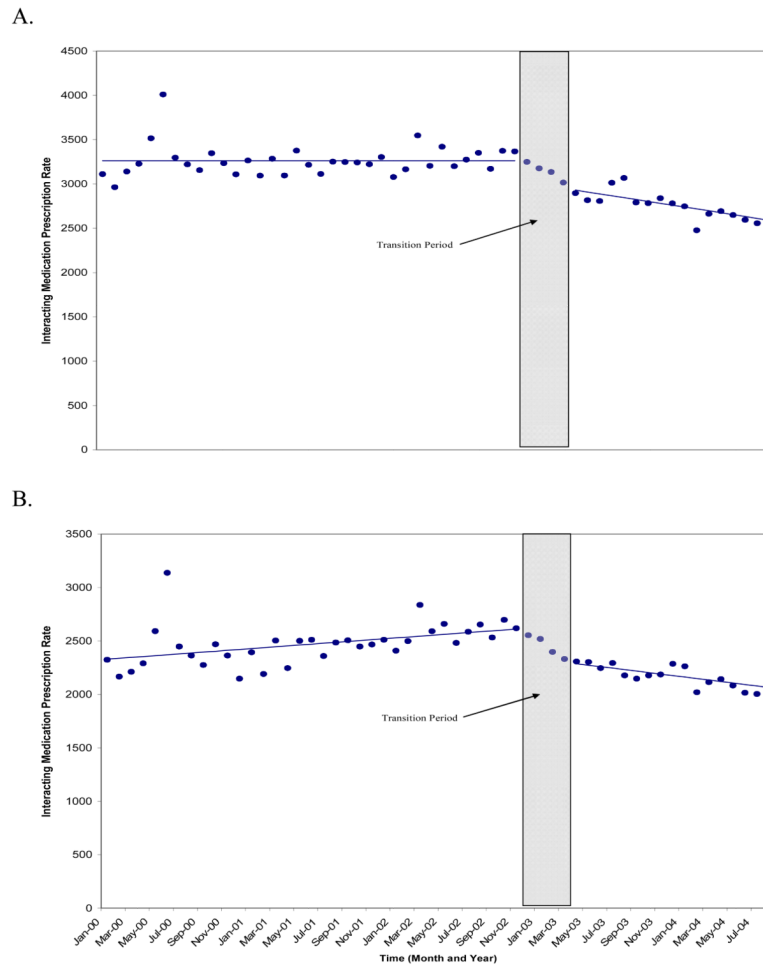 A.
Interacting Medication Prescription Rate
4500
4000
3500
3000
2500
2000
1500
1000
500
0
Transition Period
B.
Interacting Medication Prescription Rate
3500
3000
2500
2000
1500
1000
500
0
Transition Period
Jan-00
Mar-00
May-00
Jul-00
Sep-00
Nov-00
Jan-01
Mar-01
May-01
Jul-01
Sep-01
Nov-01
Jan-02
Mar-02
May-02
Jul-02
Sep-02
Nov-02
Jan-03
Mar-03
May-03
Jul-03
Sep-03
Nov-03
Jan-04
Mar-04
May-04
Jul-04
Time (Month and Year)